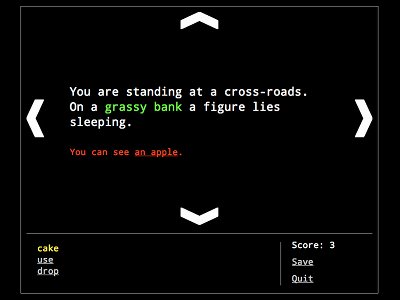 You are standing at a cross-roads.
On a grassy bank a figure lies
sleeping.
You can see an apple.
cake
use
drop
Score: 3
Save
Quit